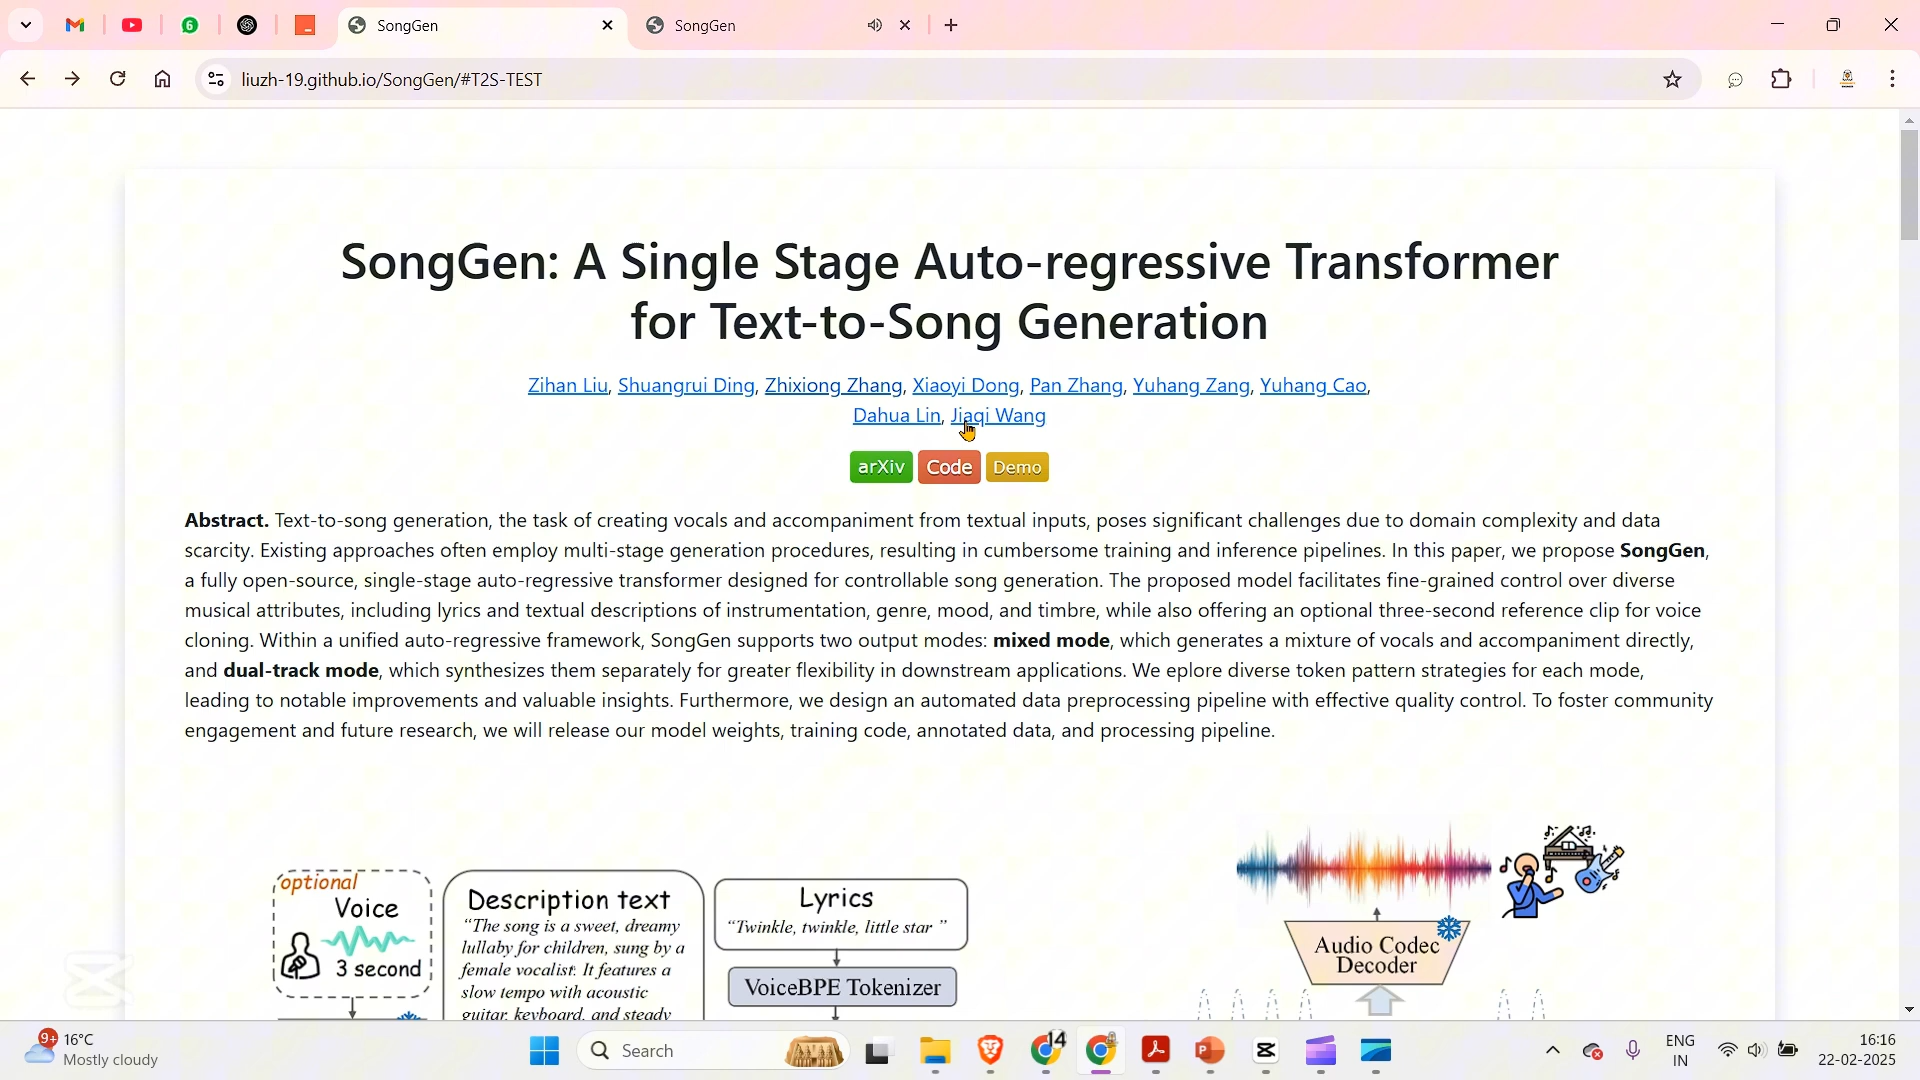 6
SongGen
SongGen
liuzh-19.github.io/SongGen/#T2S-TEST
SongGen: A Single Stage Auto-regressive Transformer
for Text-to-Song Generation
Zihan Liu, Shuangrui Ding, Zhixiong Zhang, Xiaoyi Dong, Pan Zhang, Yuhang Zang, Yuhang Cao,
Dahua Lin, Jiaqi Wang
arXiv Code Demo
Abstract. Text-to-song generation, the task of creating vocals and accompaniment from textual inputs, poses significant challenges due to domain complexity and data
scarcity. Existing approaches often employ multi-stage generation procedures, resulting in cumbersome training and inference pipelines. In this paper, we propose SongGen,
a fully open-source, single-stage auto-regressive transformer designed for controllable song generation. The proposed model facilitates fine-grained control over diverse
musical attributes, including lyrics and textual descriptions of instrumentation, genre, mood, and timbre, while also offering an optional three-second reference clip for voice
cloning. Within a unified auto-regressive framework, SongGen supports two output modes: mixed mode, which generates a mixture of vocals and accompaniment directly,
and dual-track mode, which synthesizes them separately for greater flexibility in downstream applications. We eplore diverse token pattern strategies for each mode,
leading to notable improvements and valuable insights. Furthermore, we design an automated data preprocessing pipeline with effective quality control. To foster community
engagement and future research, we will release our model weights, training code, annotated data, and processing pipeline.
optional
Voice
3 second
Description text
"The song is a sweet, dreamy
lullaby for children, sung by a
female vocalist. It features a
slow tempo with acoustic
guitar, keyboard, and steady
Lyrics
"Twinkle, twinkle, little star "
VoiceBPE Tokenizer
Audio Codec
Decoder
9+
16°C
Mostly cloudy
Search
14
ENG
IN
16:16
22-02-2025